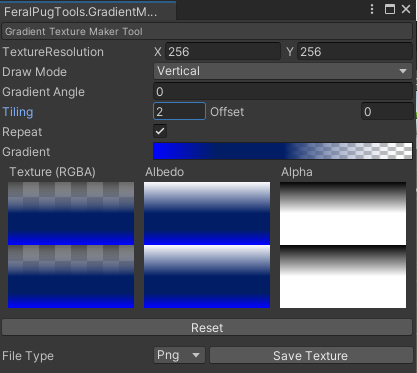 FeralPugTools.GradientM...
Gradient Texture Maker Tool
TextureResolution X 256 Y 256
Draw Mode Vertical
Gradient Angle 0
Tiling 2 Offset 0
Repeat
Gradient
Texture (RGBA) Albedo Alpha
Reset
File Type Png Save Texture